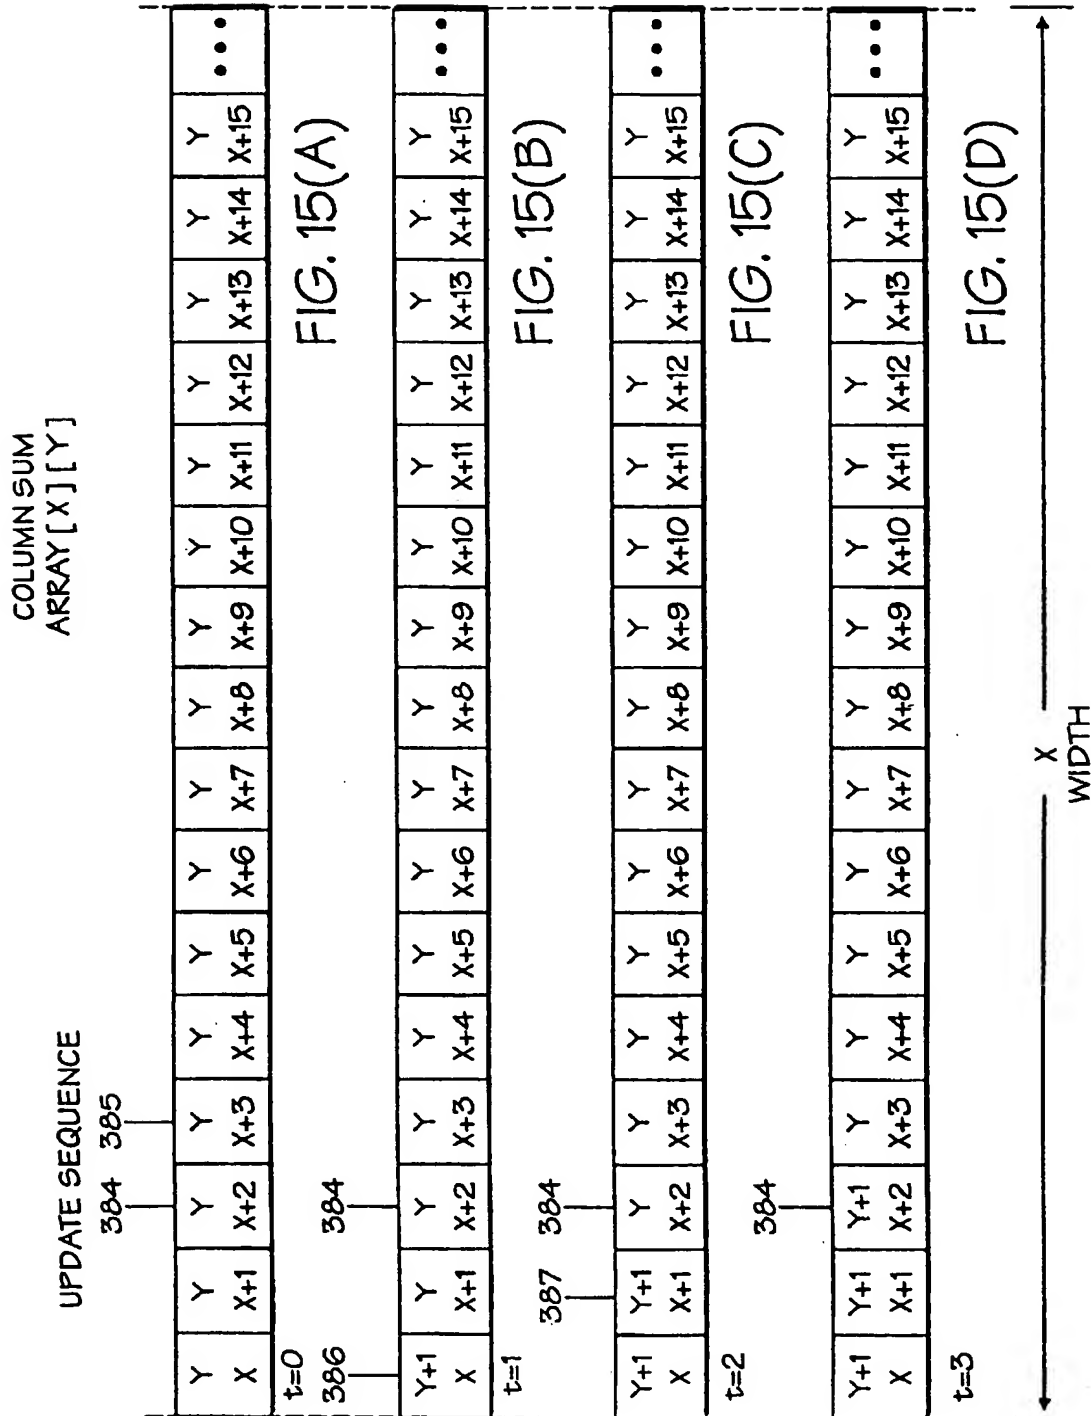 COLUMN SUM
ARRAY [X] [Y]
UPDATE SEQUENCE
384 385
Y Y Y Y Y Y Y Y Y Y Y Y Y Y Y Y •••
X X+1 X+2 X+3 X+4 X+5 X+6 X+7 X+8 X+9 X+10 X+11 X+12 X+13 X+14 X+15
t=0
FIG. 15(A)
386 384
Y+1 Y Y Y Y Y Y Y Y Y Y Y Y Y Y Y •••
X X+1 X+2 X+3 X+4 X+5 X+6 X+7 X+8 X+9 X+10 X+11 X+12 X+13 X+14 X+15
t=1
FIG. 15(B)
387 384
Y+1 Y+1 Y Y Y Y Y Y Y Y Y Y Y Y Y Y •••
X X+1 X+2 X+3 X+4 X+5 X+6 X+7 X+8 X+9 X+10 X+11 X+12 X+13 X+14 X+15
t=2
FIG. 15(C)
384
Y+1 Y+1 Y+1 Y Y Y Y Y Y Y Y Y Y Y Y Y •••
X X+1 X+2 X+3 X+4 X+5 X+6 X+7 X+8 X+9 X+10 X+11 X+12 X+13 X+14 X+15
t=3
FIG. 15(D)
X
WIDTH